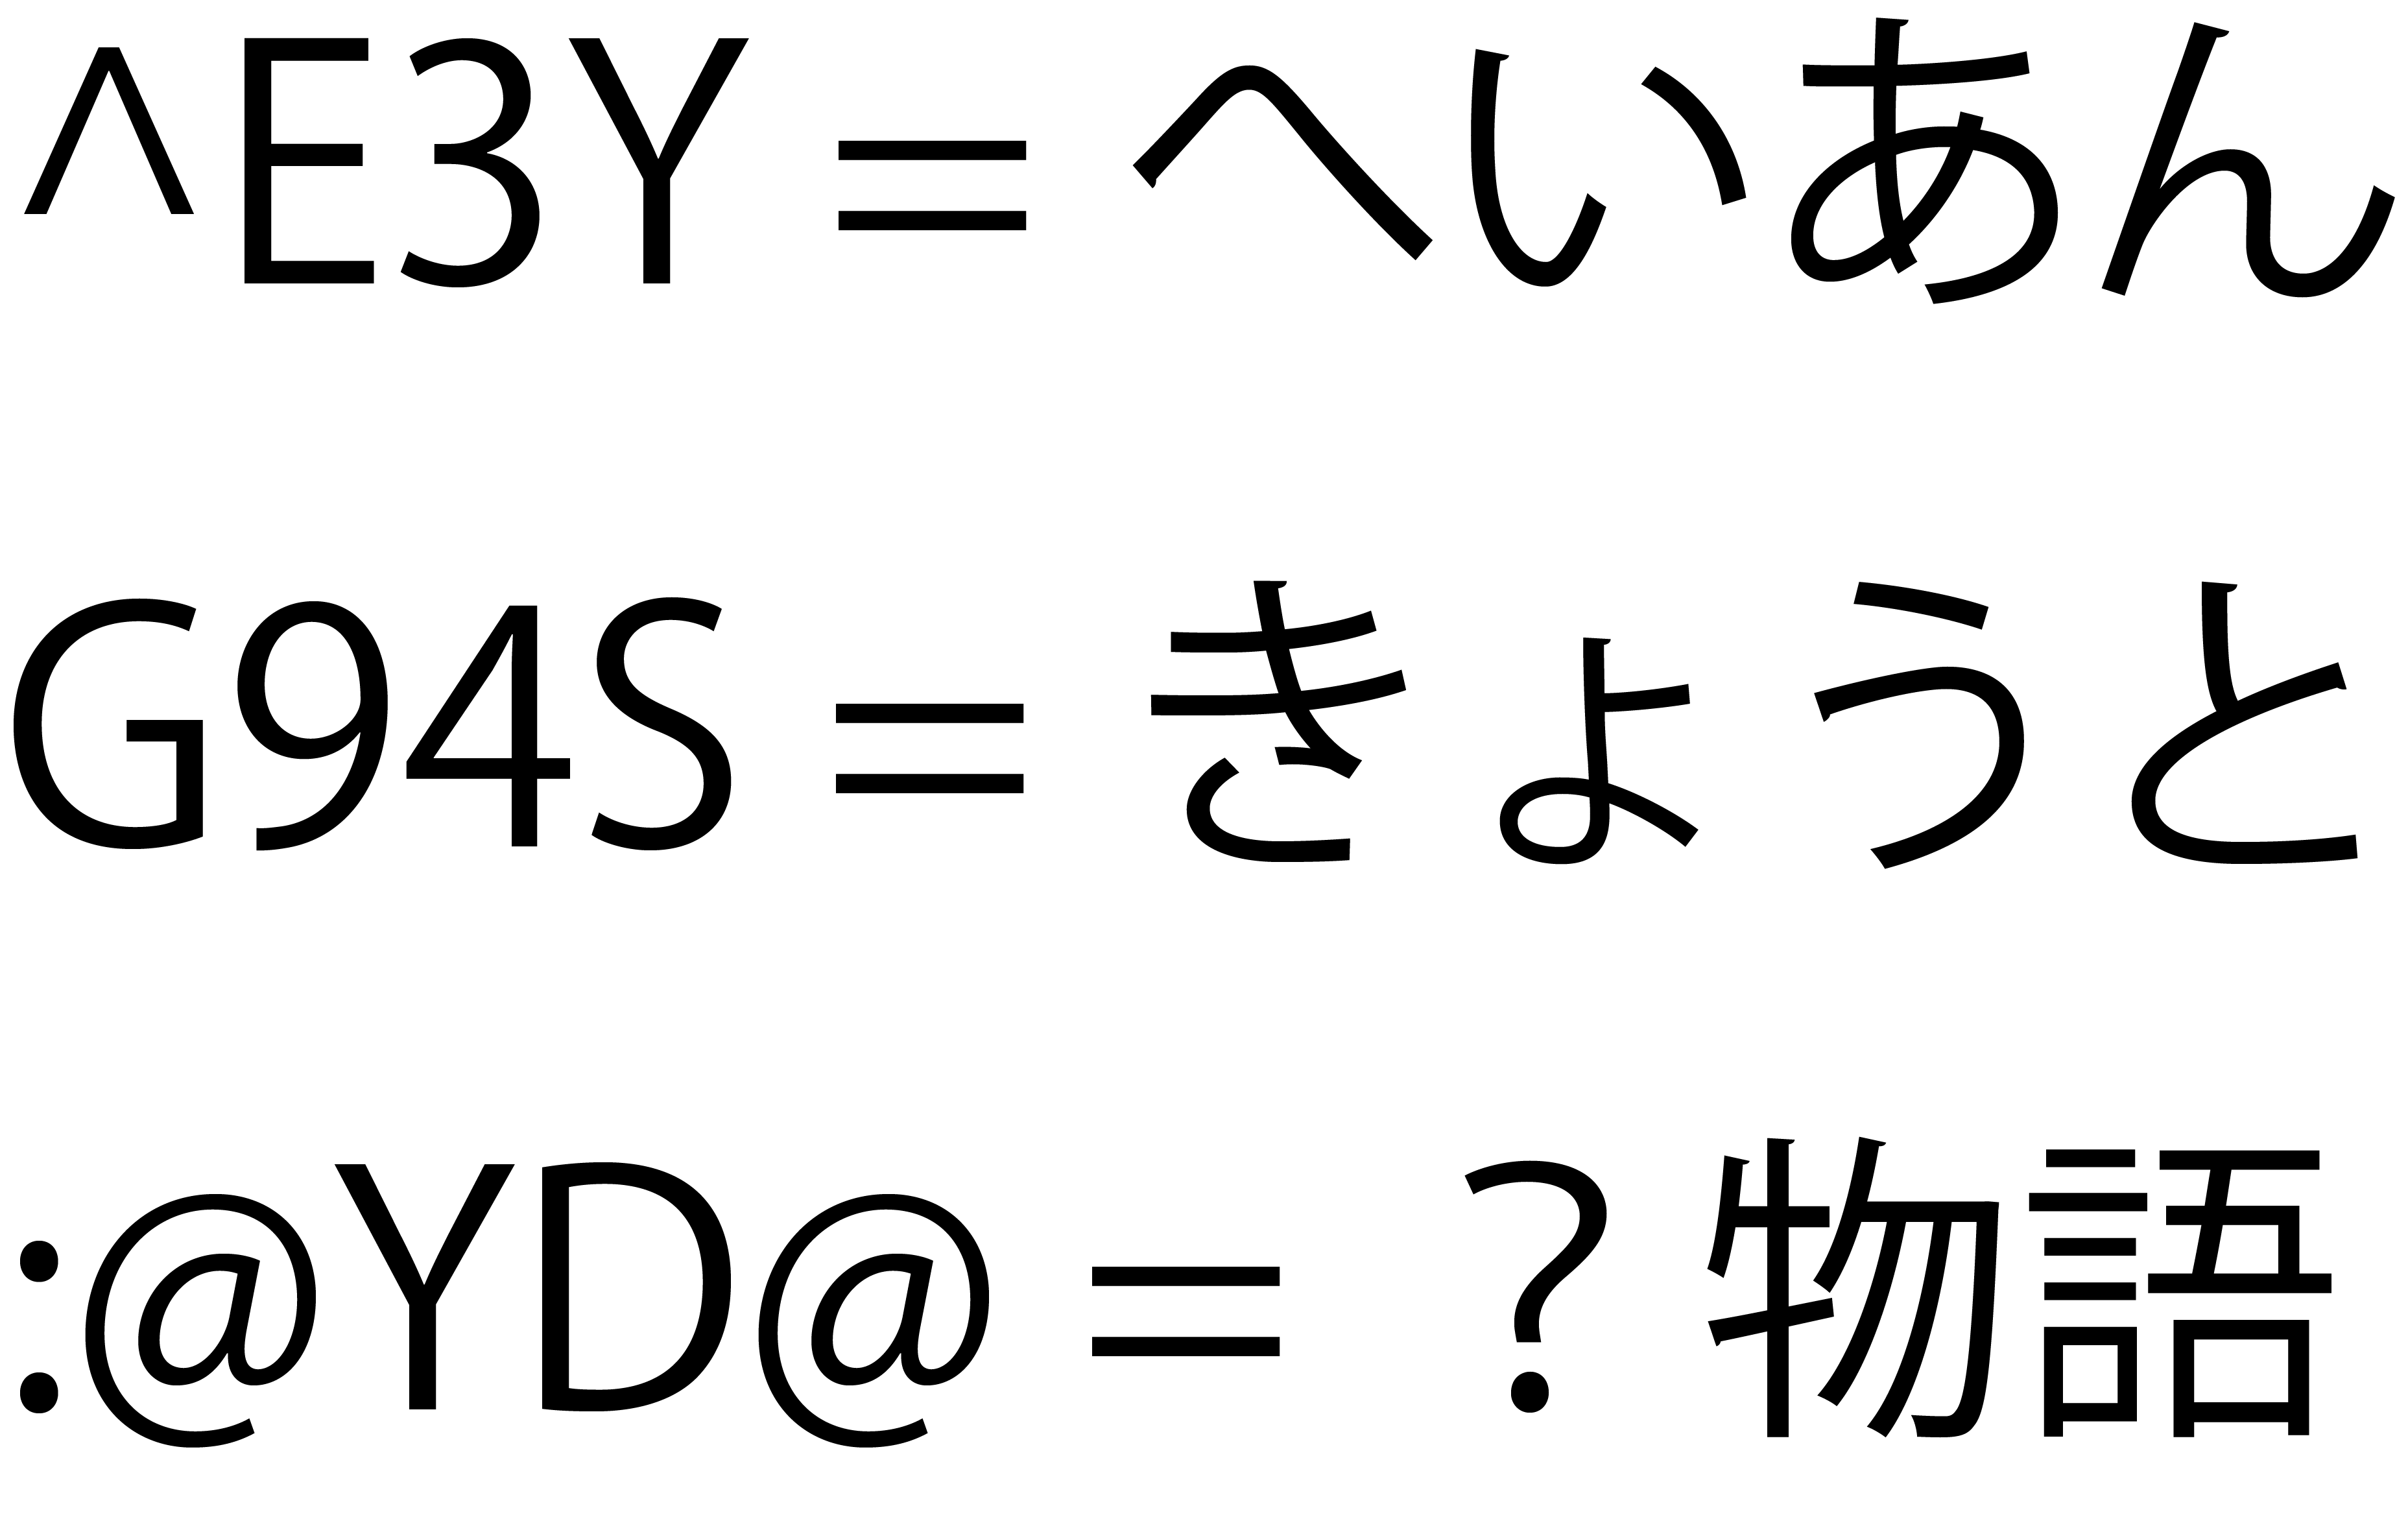 ^E3Y = へいあん
G94S = きょうと
:@YD@ = ？物語